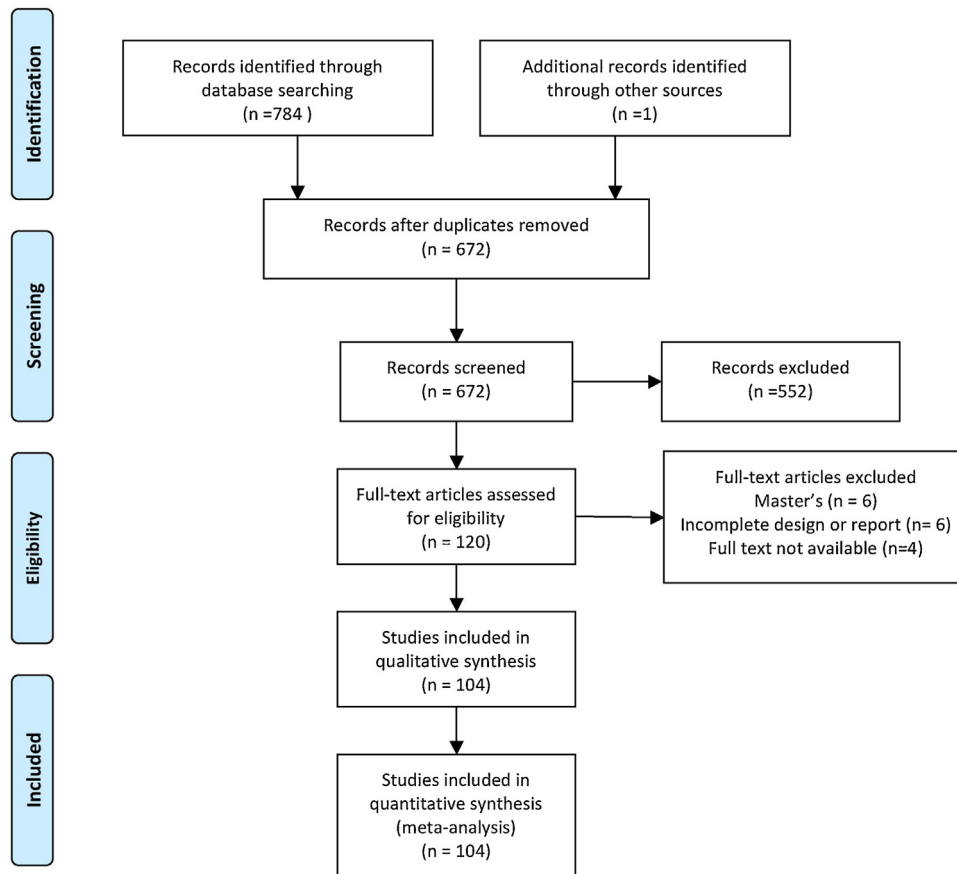 Identification
Records identified through
database searching
(n =784 )
Additional records identified
through other sources
(n =1)
Records after duplicates removed
(n = 672)
Screening
Records screened
(n = 672)
Records excluded
(n =552)
Eligibility
Full-text articles assessed
for eligibility
(n = 120)
Full-text articles excluded
Master’s (n = 6)
Incomplete design or report (n= 6)
Full text not available (n=4)
Studies included in
qualitative synthesis
(n = 104)
Included
Studies included in
quantitative synthesis
(meta-analysis)
(n = 104)